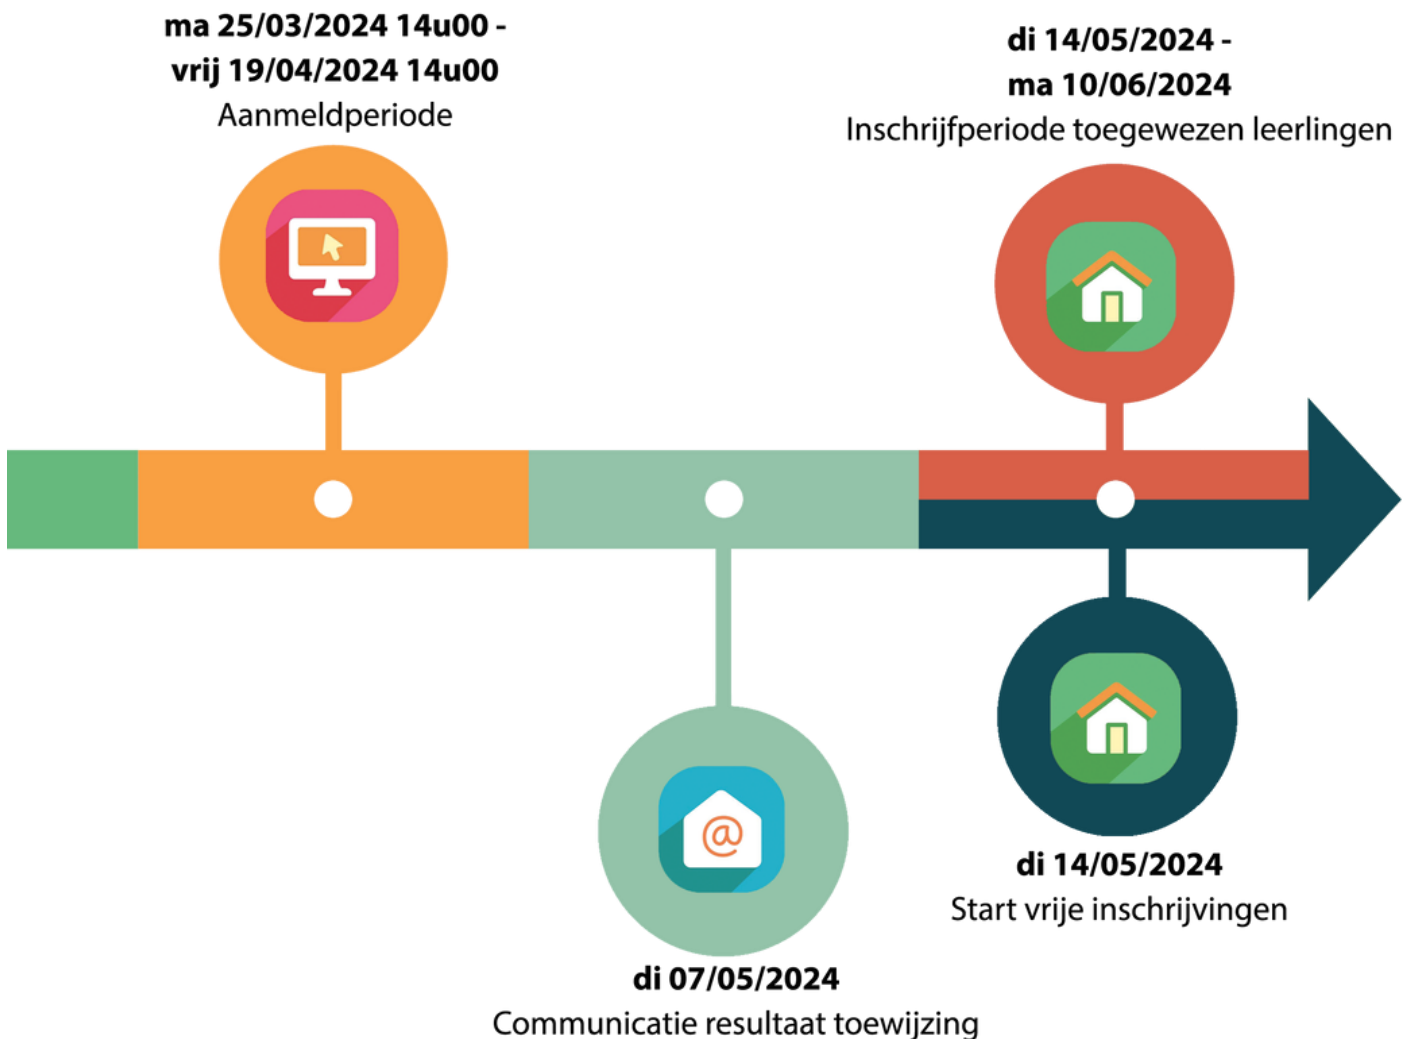 ma 25/03/2024 14u00 -
vrij 19/04/2024 14u00
Aanmeldperiode
di 14/05/2024 -
ma 10/06/2024
Inschrijfperiode toegewezen leerlingen
@
di 14/05/2024
Start vrije inschrijvingen
di 07/05/2024
Communicatie resultaat toewijzing